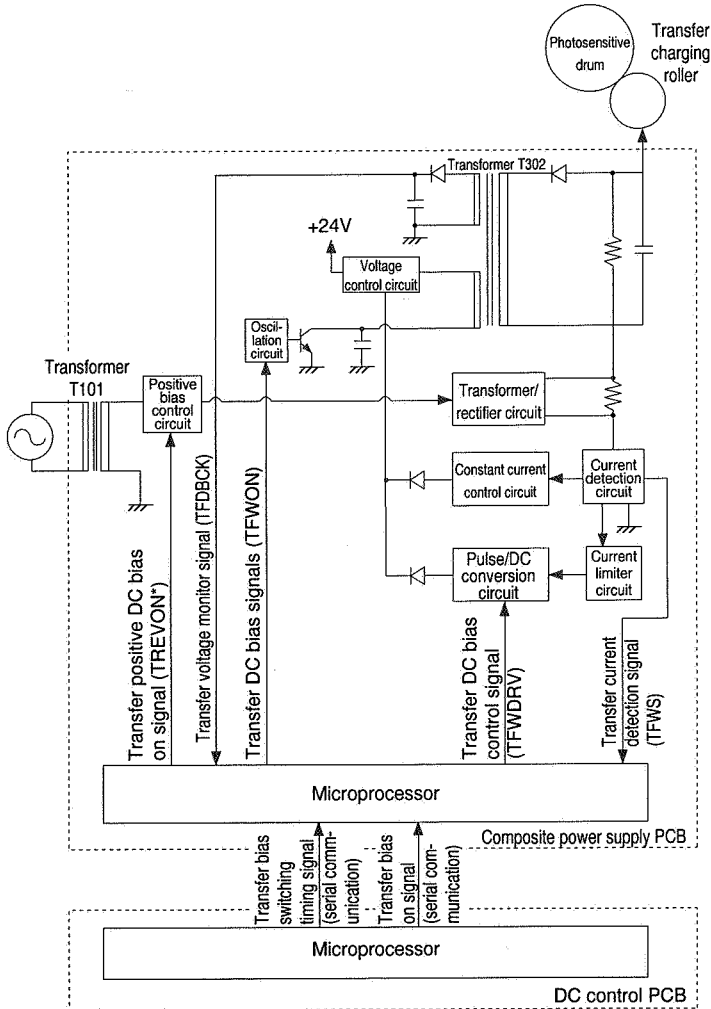 Photosensitive
drum
Transfer
charging
roller
Transformer T302
+24V
Voltage
control circuit
Oscil-
lation
circuit
Transformer
T101
Positive
bias
control
circuit
Transformer/
rectifier circuit
Constant current
control circuit
Current
detection
circuit
Pulse/DC
conversion
circuit
Current
limiter
circuit
Transfer positive DC bias
on signal (TREVON*)
Transfer voltage monitor signal (TFDBCK)
Transfer DC bias signals (TFWON)
Transfer DC bias
control signal
(TFWDRV)
Transfer current
detection signal
(TFWS)
Microprocessor
Composite power supply PCB
Transfer bias
switching
timing signal
(serial comm-
unication)
Transfer bias
on signal
(serial com-
munication)
Microprocessor
DC control PCB